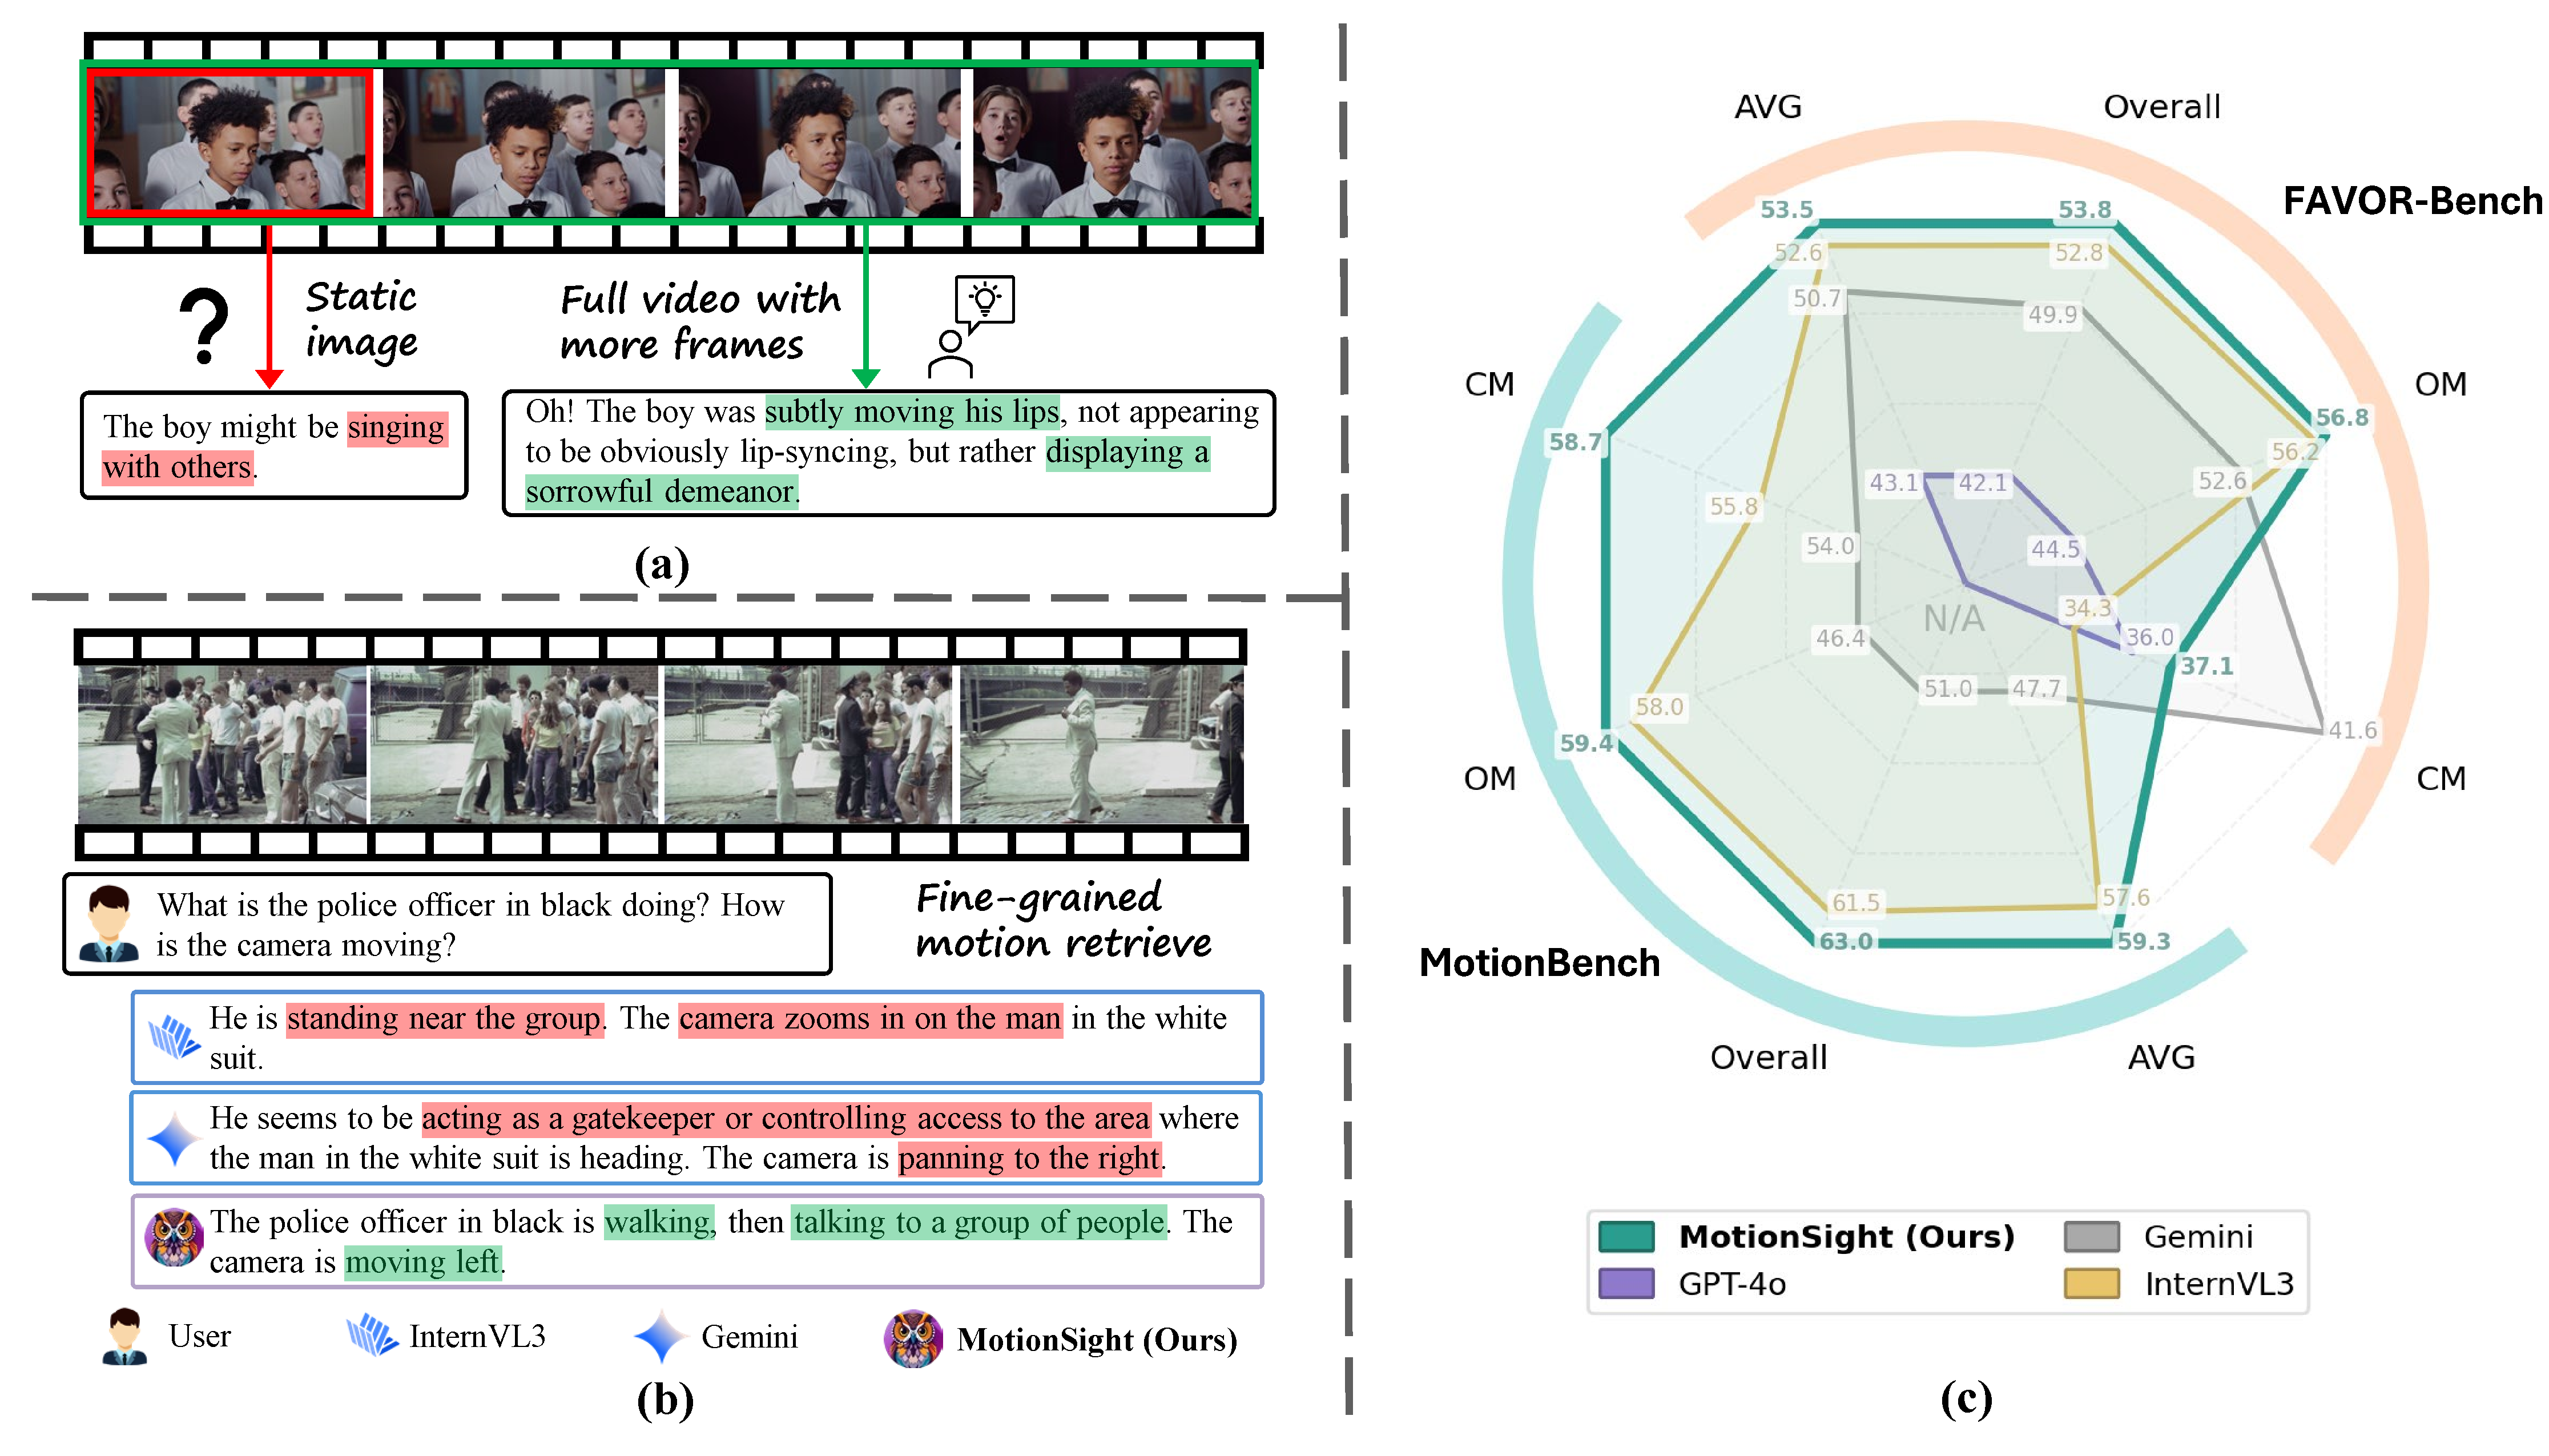 ?
Static
image
Full video with
more frames
The boy might be singing
with others.
Oh! The boy was subtly moving his lips, not appearing
to be obviously lip-syncing, but rather displaying a
sorrowful demeanor.
(a)
What is the police officer in black doing? How
is the camera moving?
Fine-grained
motion retrieve
He is standing near the group. The camera zooms in on the man in the white
suit.
He seems to be acting as a gatekeeper or controlling access to the area where
the man in the white suit is heading. The camera is panning to the right.
The police officer in black is walking, then talking to a group of people. The
camera is moving left.
User
InternVL3
Gemini
MotionSight (Ours)
(b)
AVG
Overall
FAVOR-Bench
53.5
53.8
52.6
52.8
50.7
49.9
CM
OM
58.7
56.8
56.2
43.1
42.1
52.6
55.8
54.0
44.5
34.3
N/A
46.4
36.0
37.1
51.0
47.7
58.0
41.6
59.4
OM
CM
61.5
57.6
63.0
59.3
MotionBench
Overall
AVG
MotionSight (Ours)
Gemini
GPT-4o
InternVL3
(c)